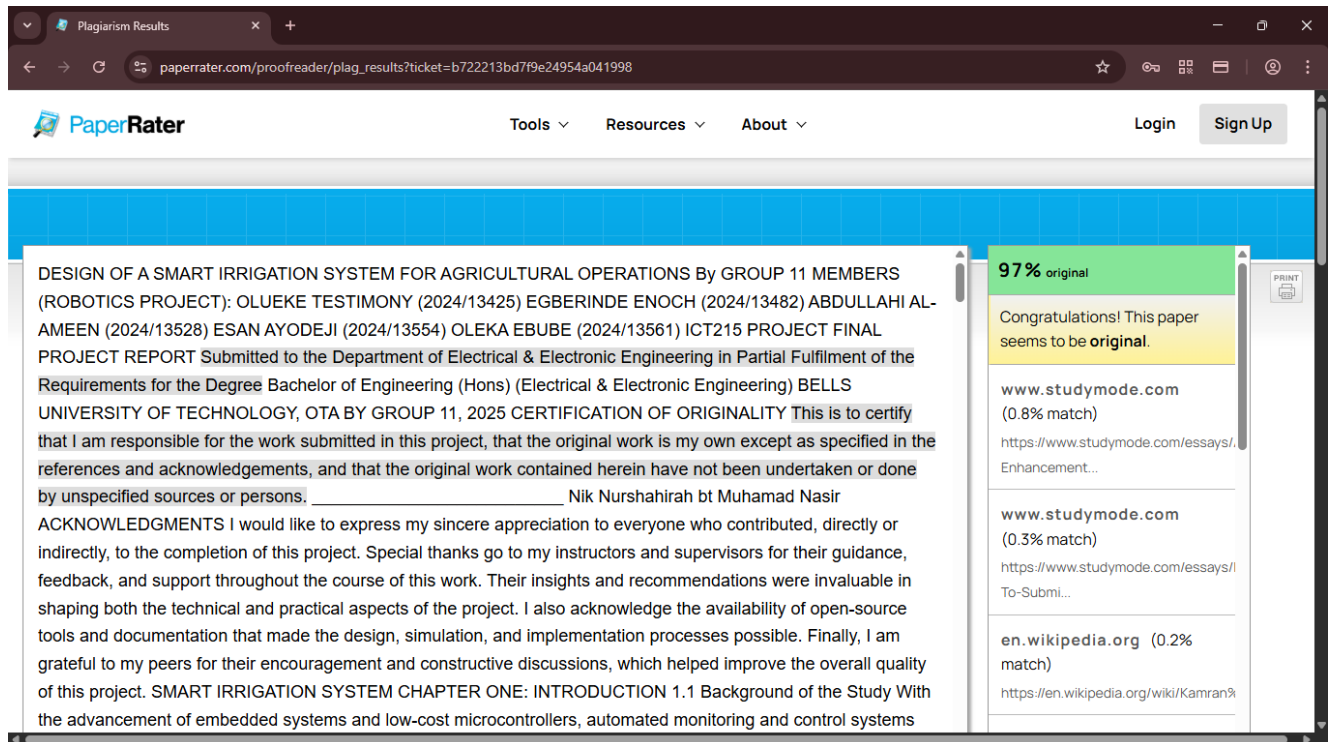 Plagiarism Results
paperrater.com/proofreader/plag_results?ticket=b722213bd7f9e24954a041998
PaperRater
Tools
Resources
About
Login
Sign Up
DESIGN OF A SMART IRRIGATION SYSTEM FOR AGRICULTURAL OPERATIONS By GROUP 11 MEMBERS
(ROBOTICS PROJECT): OLUEKE TESTIMONY (2024/13425) EGBERINDE ENOCH (2024/13482) ABDULLAHI AL-
AMEEN (2024/13528) ESAN AYODEJI (2024/13554) OLEKA EBUBE (2024/13561) ICT215 PROJECT FINAL
PROJECT REPORT Submitted to the Department of Electrical & Electronic Engineering in Partial Fulfilment of the
Requirements for the Degree Bachelor of Engineering (Hons) (Electrical & Electronic Engineering) BELLS
UNIVERSITY OF TECHNOLOGY, OTA BY GROUP 11, 2025 CERTIFICATION OF ORIGINALITY This is to certify
that I am responsible for the work submitted in this project, that the original work is my own except as specified in the
references and acknowledgements, and that the original work contained herein have not been undertaken or done
by unspecified sources or persons. ___________________________ Nik Nurshahirah bt Muhamad Nasir
ACKNOWLEDGMENTS I would like to express my sincere appreciation to everyone who contributed, directly or
indirectly, to the completion of this project. Special thanks go to my instructors and supervisors for their guidance,
feedback, and support throughout the course of this work. Their insights and recommendations were invaluable in
shaping both the technical and practical aspects of the project. I also acknowledge the availability of open-source
tools and documentation that made the design, simulation, and implementation processes possible. Finally, I am
grateful to my peers for their encouragement and constructive discussions, which helped improve the overall quality
of this project. SMART IRRIGATION SYSTEM CHAPTER ONE: INTRODUCTION 1.1 Background of the Study With
the advancement of embedded systems and low-cost microcontrollers, automated monitoring and control systems
97% original
Congratulations! This paper
seems to be original.
www.studymode.com
(0.8% match)
https://www.studymode.com/essays/
Enhancement...
www.studymode.com
(0.3% match)
https://www.studymode.com/essays/
To-Submi...
en.wikipedia.org (0.2%
match)
https://en.wikipedia.org/wiki/Kamran%
PRINT